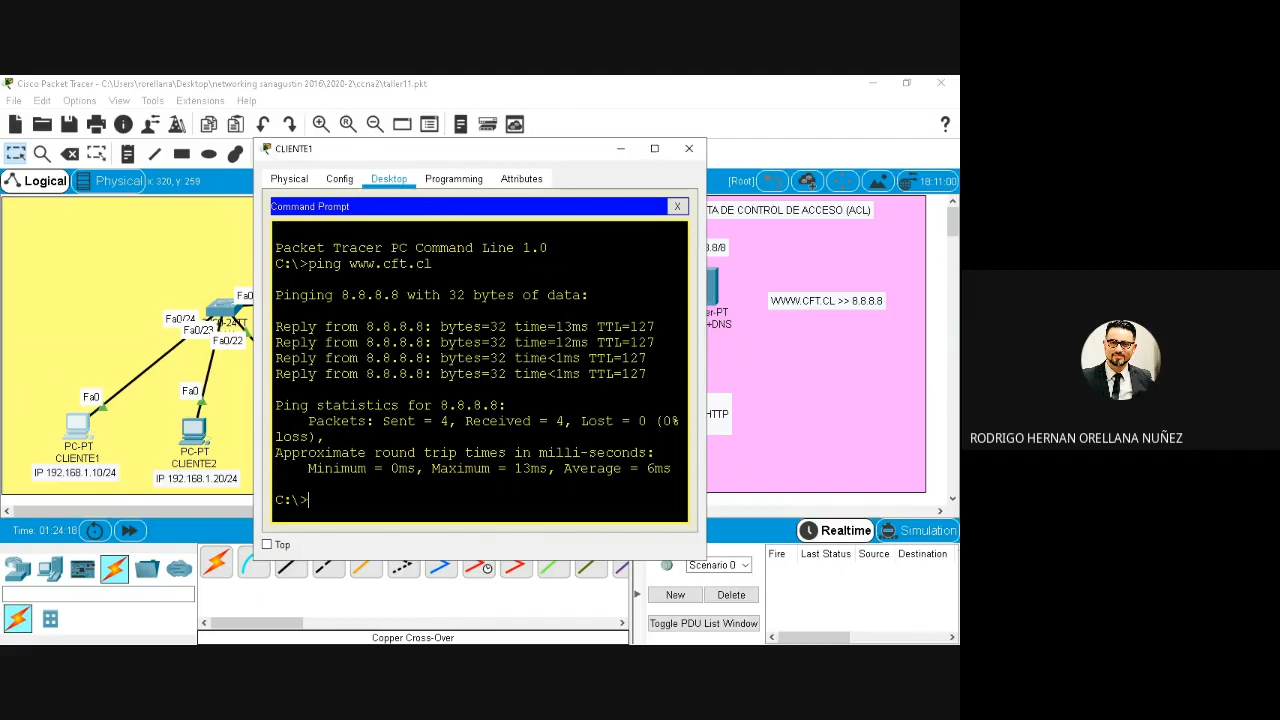 Cisco Packet Tracer - C:\Users\rorellana\Desktop\networking sanagustin 2016\2020-2\ccna2\taller11.pkt
File Edit Options View Tools Extensions Help
?
Logical Physical x: 320, y: 259
[Root]
18:11:00
CLIENTE1
Physical Config Desktop Programming Attributes
Command Prompt
X
Packet Tracer PC Command Line 1.0
C:\>ping www.cft.cl
Pinging 8.8.8.8 with 32 bytes of data:
Reply from 8.8.8.8: bytes=32 time=13ms TTL=127
Reply from 8.8.8.8: bytes=32 time=12ms TTL=127
Reply from 8.8.8.8: bytes=32 time<1ms TTL=127
Reply from 8.8.8.8: bytes=32 time<1ms TTL=127
Ping statistics for 8.8.8.8:
Packets: Sent = 4, Received = 4, Lost = 0 (0%
loss),
Approximate round trip times in milli-seconds:
Minimum = 0ms, Maximum = 13ms, Average = 6ms
C:\>
Top
TA DE CONTROL DE ACCESO (ACL)
.8/8
WWW.CFT.CL >> 8.8.8.8
er-PT
+DNS
HTTP
Fa0
Fa0/24
Fa0/23
-24TT
Fa0/22
Fa0
Fa0
PC-PT
CLIENTE1
IP 192.168.1.10/24
PC-PT
CLIENTE2
IP 192.168.1.20/24
RODRIGO HERNAN ORELLANA NUÑEZ
Time: 01:24:18
Realtime Simulation
Scenario 0
New Delete
Toggle PDU List Window
Fire Last Status Source Destination
Copper Cross-Over